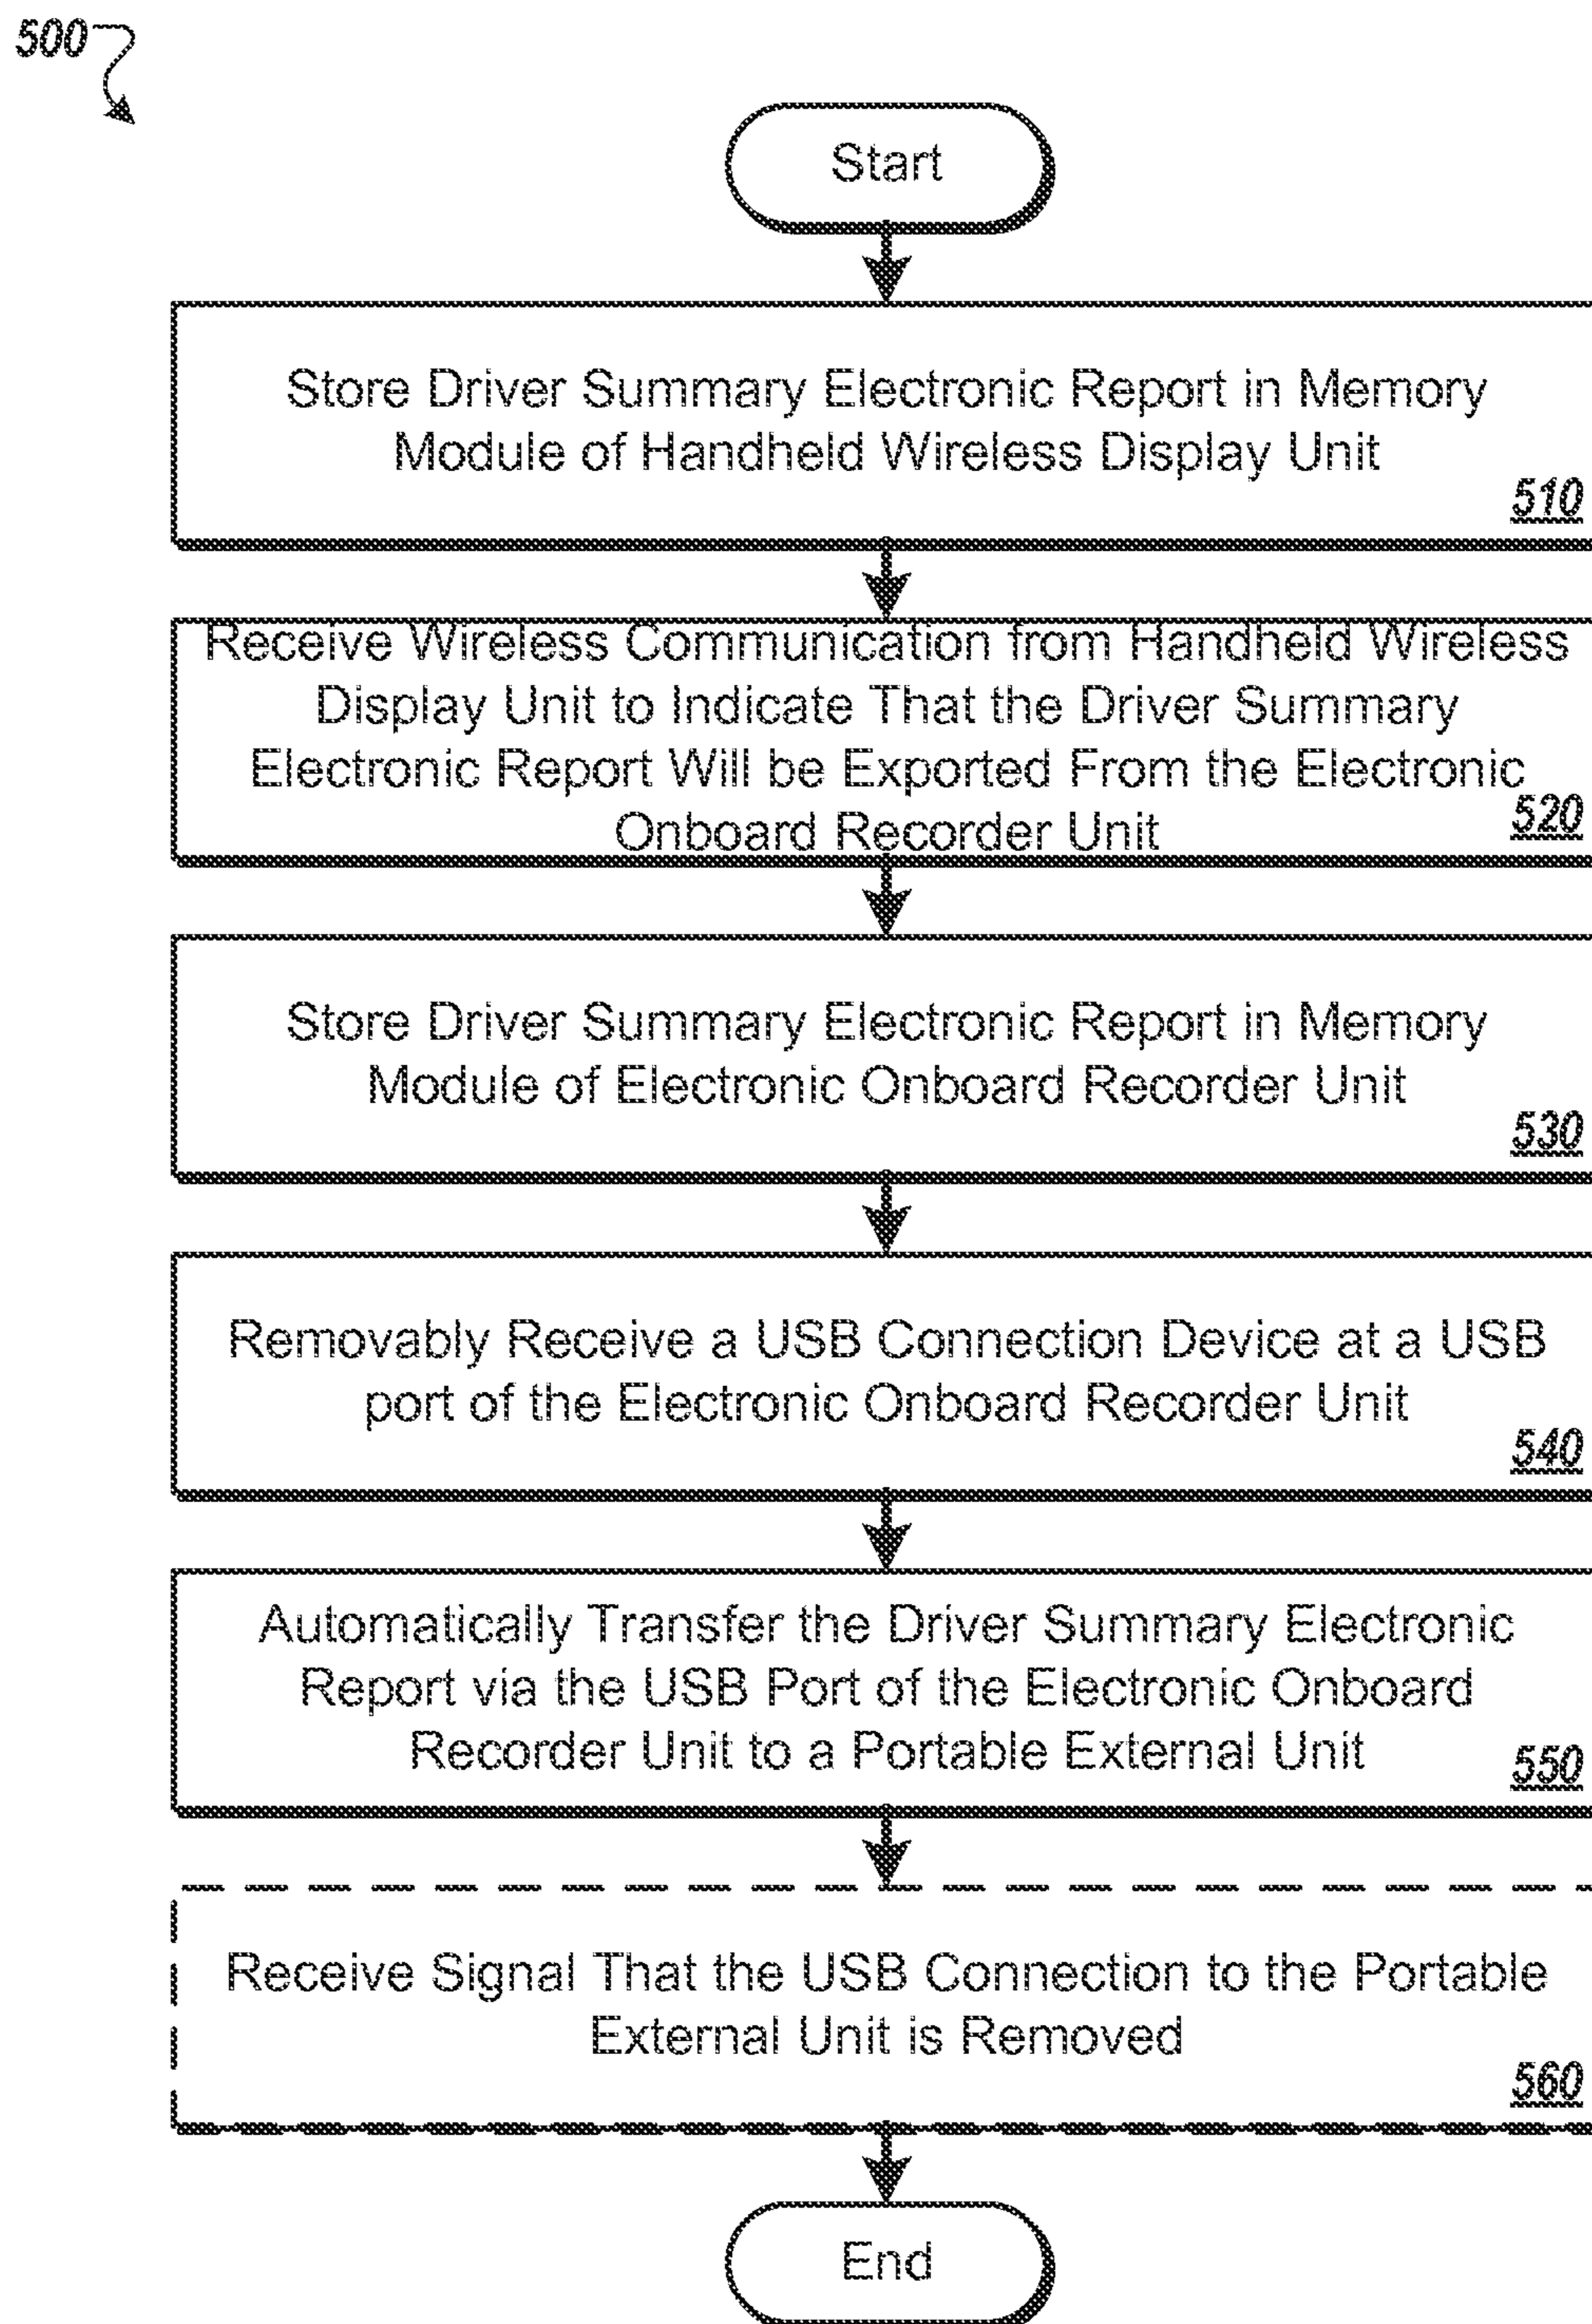 500
Start
Store Driver Summary Electronic Report in Memory
Module of Handheld Wireless Display Unit
510
Receive Wireless Communication from Handheld Wireless
Display Unit to Indicate That the Driver Summary
Electronic Report Will be Exported From the Electronic
Onboard Recorder Unit
520
Store Driver Summary Electronic Report in Memory
Module of Electronic Onboard Recorder Unit
530
Removably Receive a USB Connection Device at a USB
port of the Electronic Onboard Recorder Unit
540
Automatically Transfer the Driver Summary Electronic
Report via the USB Port of the Electronic Onboard
Recorder Unit to a Portable External Unit
550
Receive Signal That the USB Connection to the Portable
External Unit is Removed
560
End